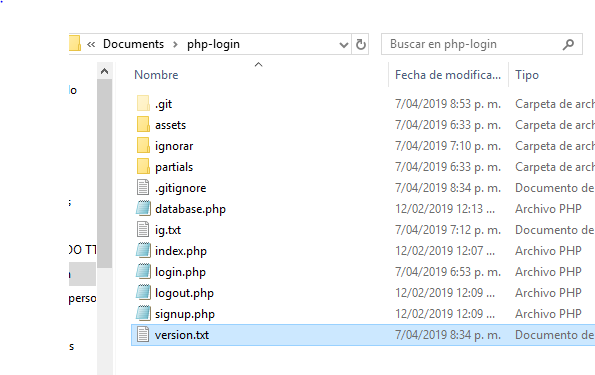 « Documents › php-login
Buscar en php-login
Nombre Fecha de modifica... Tipo
.git 7/04/2019 8:53 p. m. Carpeta de arch
assets 7/04/2019 6:33 p. m. Carpeta de arch
ignorar 7/04/2019 7:10 p. m. Carpeta de arch
partials 7/04/2019 6:33 p. m. Carpeta de arch
.gitignore 7/04/2019 8:34 p. m. Documento de
database.php 12/02/2019 12:13 ... Archivo PHP
ig.txt 7/04/2019 7:12 p. m. Documento de
index.php 12/02/2019 12:07 ... Archivo PHP
login.php 7/04/2019 6:53 p. m. Archivo PHP
logout.php 12/02/2019 12:09 ... Archivo PHP
signup.php 12/02/2019 12:09 ... Archivo PHP
version.txt 7/04/2019 8:34 p. m. Documento de
lo
s
DO TT
a
perso
s